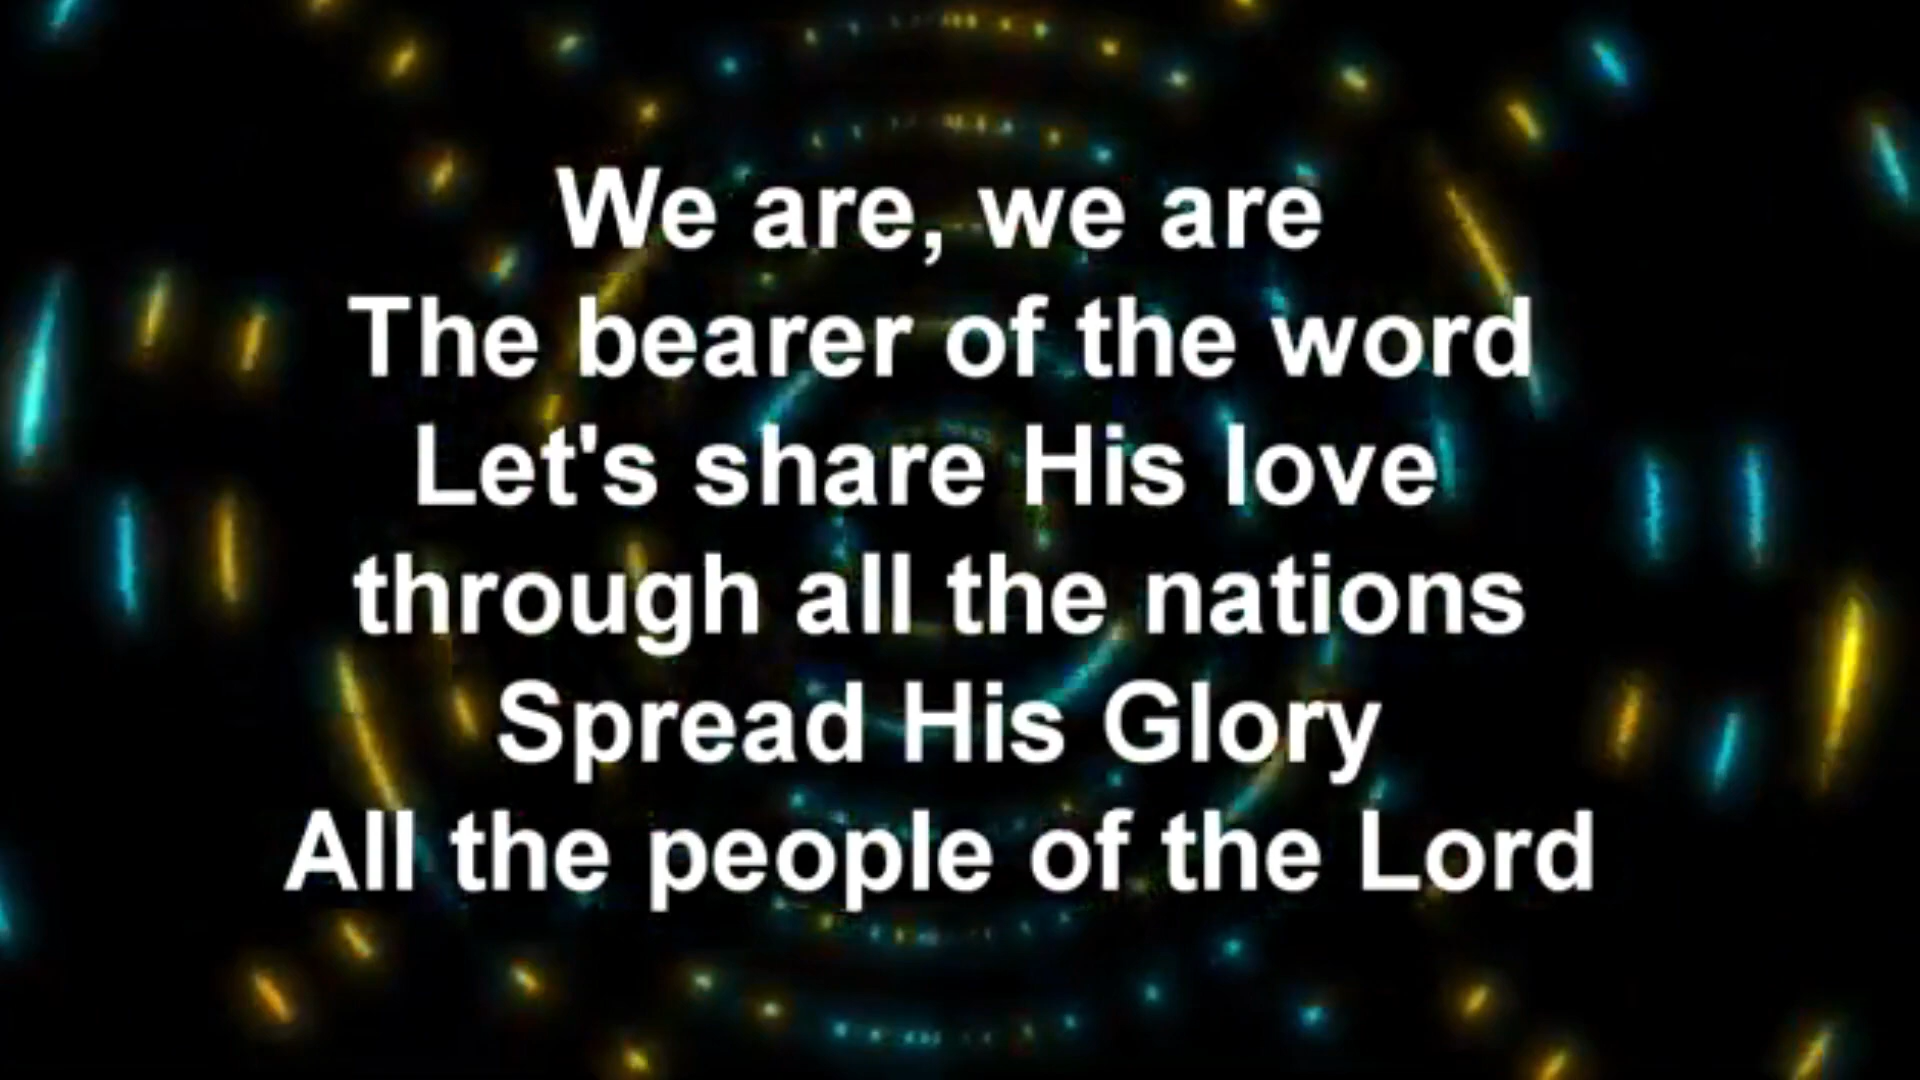 We are, we are
The bearer of the word
Let's share His love
through all the nations
Spread His Glory
All the people of the Lord